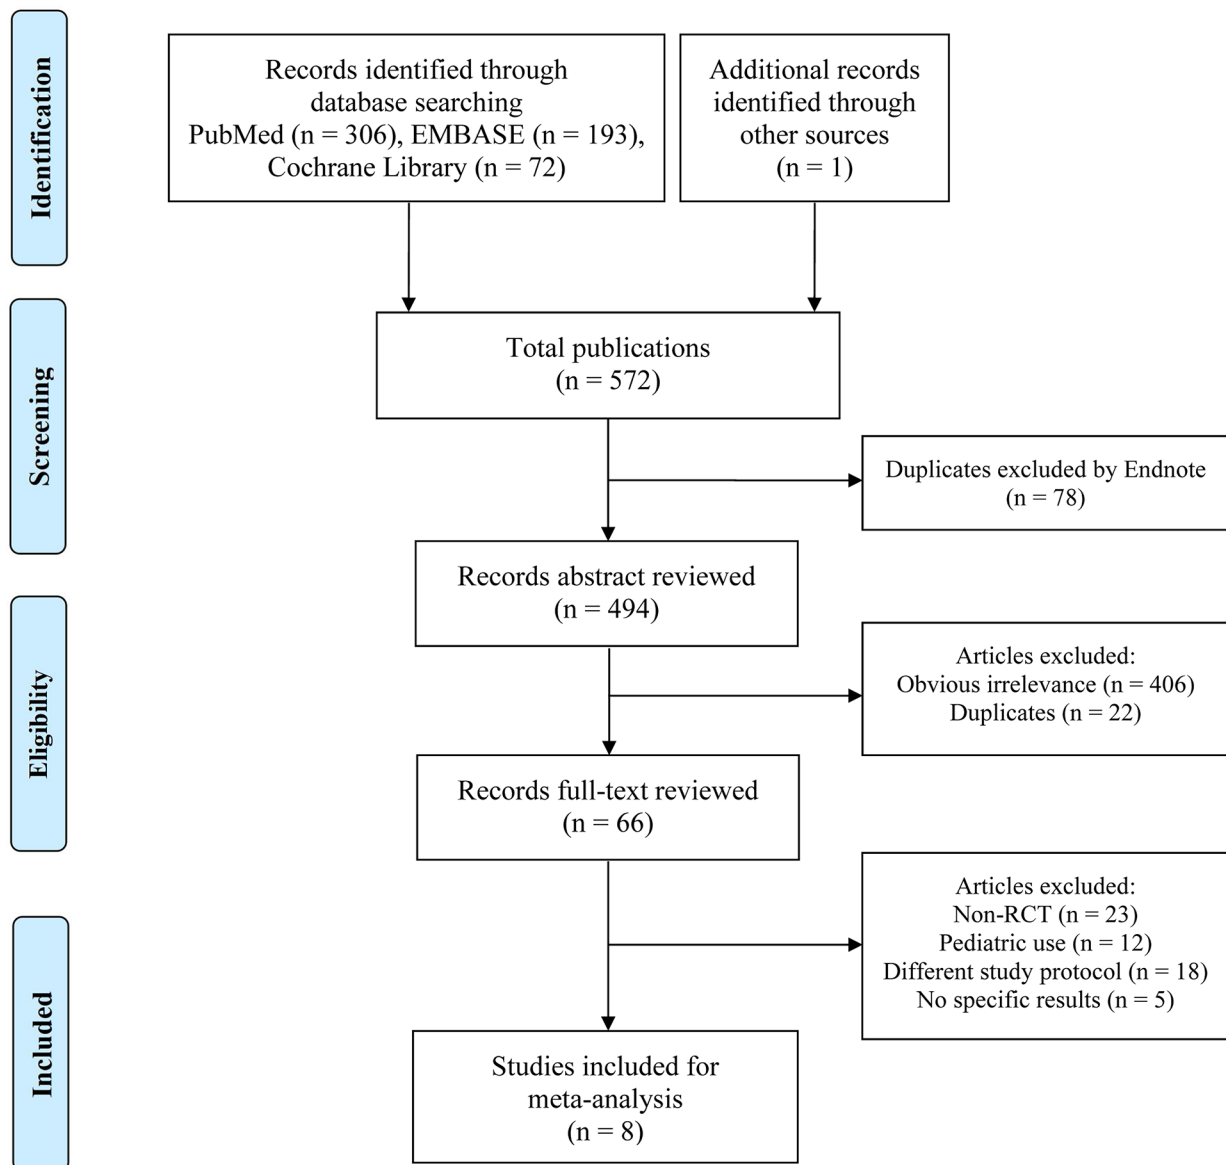 Identification
Records identified through
database searching
PubMed (n = 306), EMBASE (n = 193),
Cochrane Library (n = 72)
Additional records
identified through
other sources
(n = 1)
Screening
Total publications
(n = 572)
Duplicates excluded by Endnote
(n = 78)
Records abstract reviewed
(n = 494)
Eligibility
Articles excluded:
Obvious irrelevance (n = 406)
Duplicates (n = 22)
Records full-text reviewed
(n = 66)
Articles excluded:
Non-RCT (n = 23)
Pediatric use (n = 12)
Different study protocol (n = 18)
No specific results (n = 5)
Included
Studies included for
meta-analysis
(n = 8)